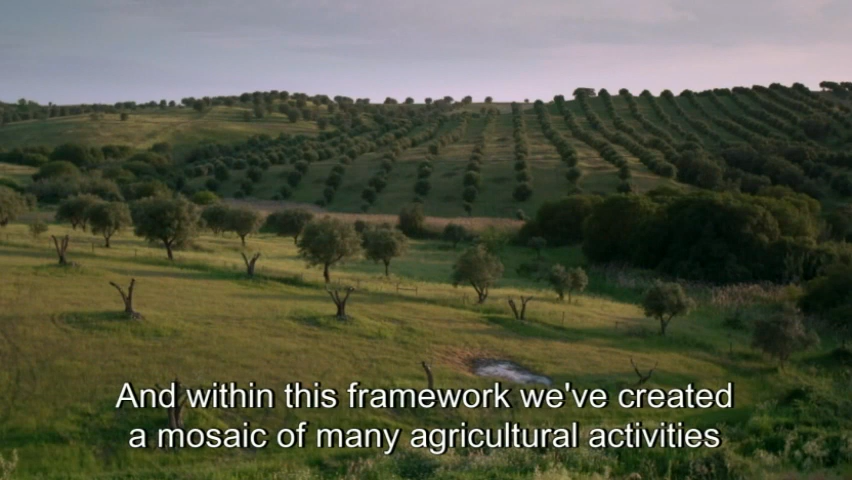 And within this framework we've created
a mosaic of many agricultural activities